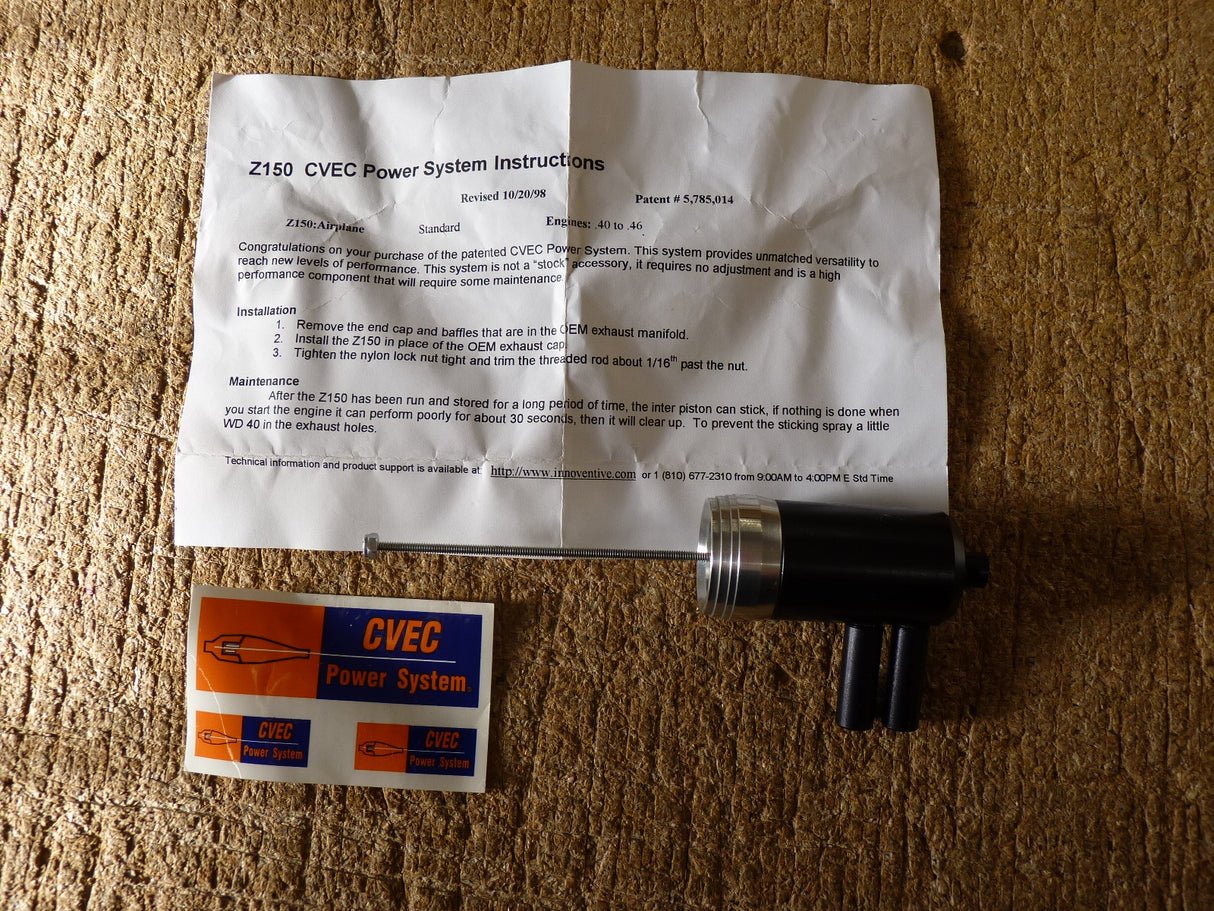 Z150 CVEC Power System Instructions
Revised 10/20/98 Patent # 5,785,014
Z150:Airplane Standard Engines: .40 to .46
Congratulations on your purchase of the patented CVEC Power System. This system provides unmatched versatility to
reach new levels of performance. This system is not a "stock" accessory, it requires no adjustment and is a high
performance component that will require some maintenance.
Installation
1. Remove the end cap and baffles that are in the OEM exhaust manifold.
2. Install the Z150 in place of the OEM exhaust cap.
3. Tighten the nylon lock nut tight and trim the threaded rod about 1/16th past the nut.
Maintenance
After the Z150 has been run and stored for a long period of time, the inter piston can stick, if nothing is done when
you start the engine it can perform poorly for about 30 seconds, then it will clear up. To prevent the sticking spray a little
WD 40 in the exhaust holes.
Technical information and product support is available at: http://www.innoventive.com or 1 (810) 677-2310 from 9:00AM to 4:00PM E Std Time
CVEC
Power System
CVEC
Power System
CVEC
Power System